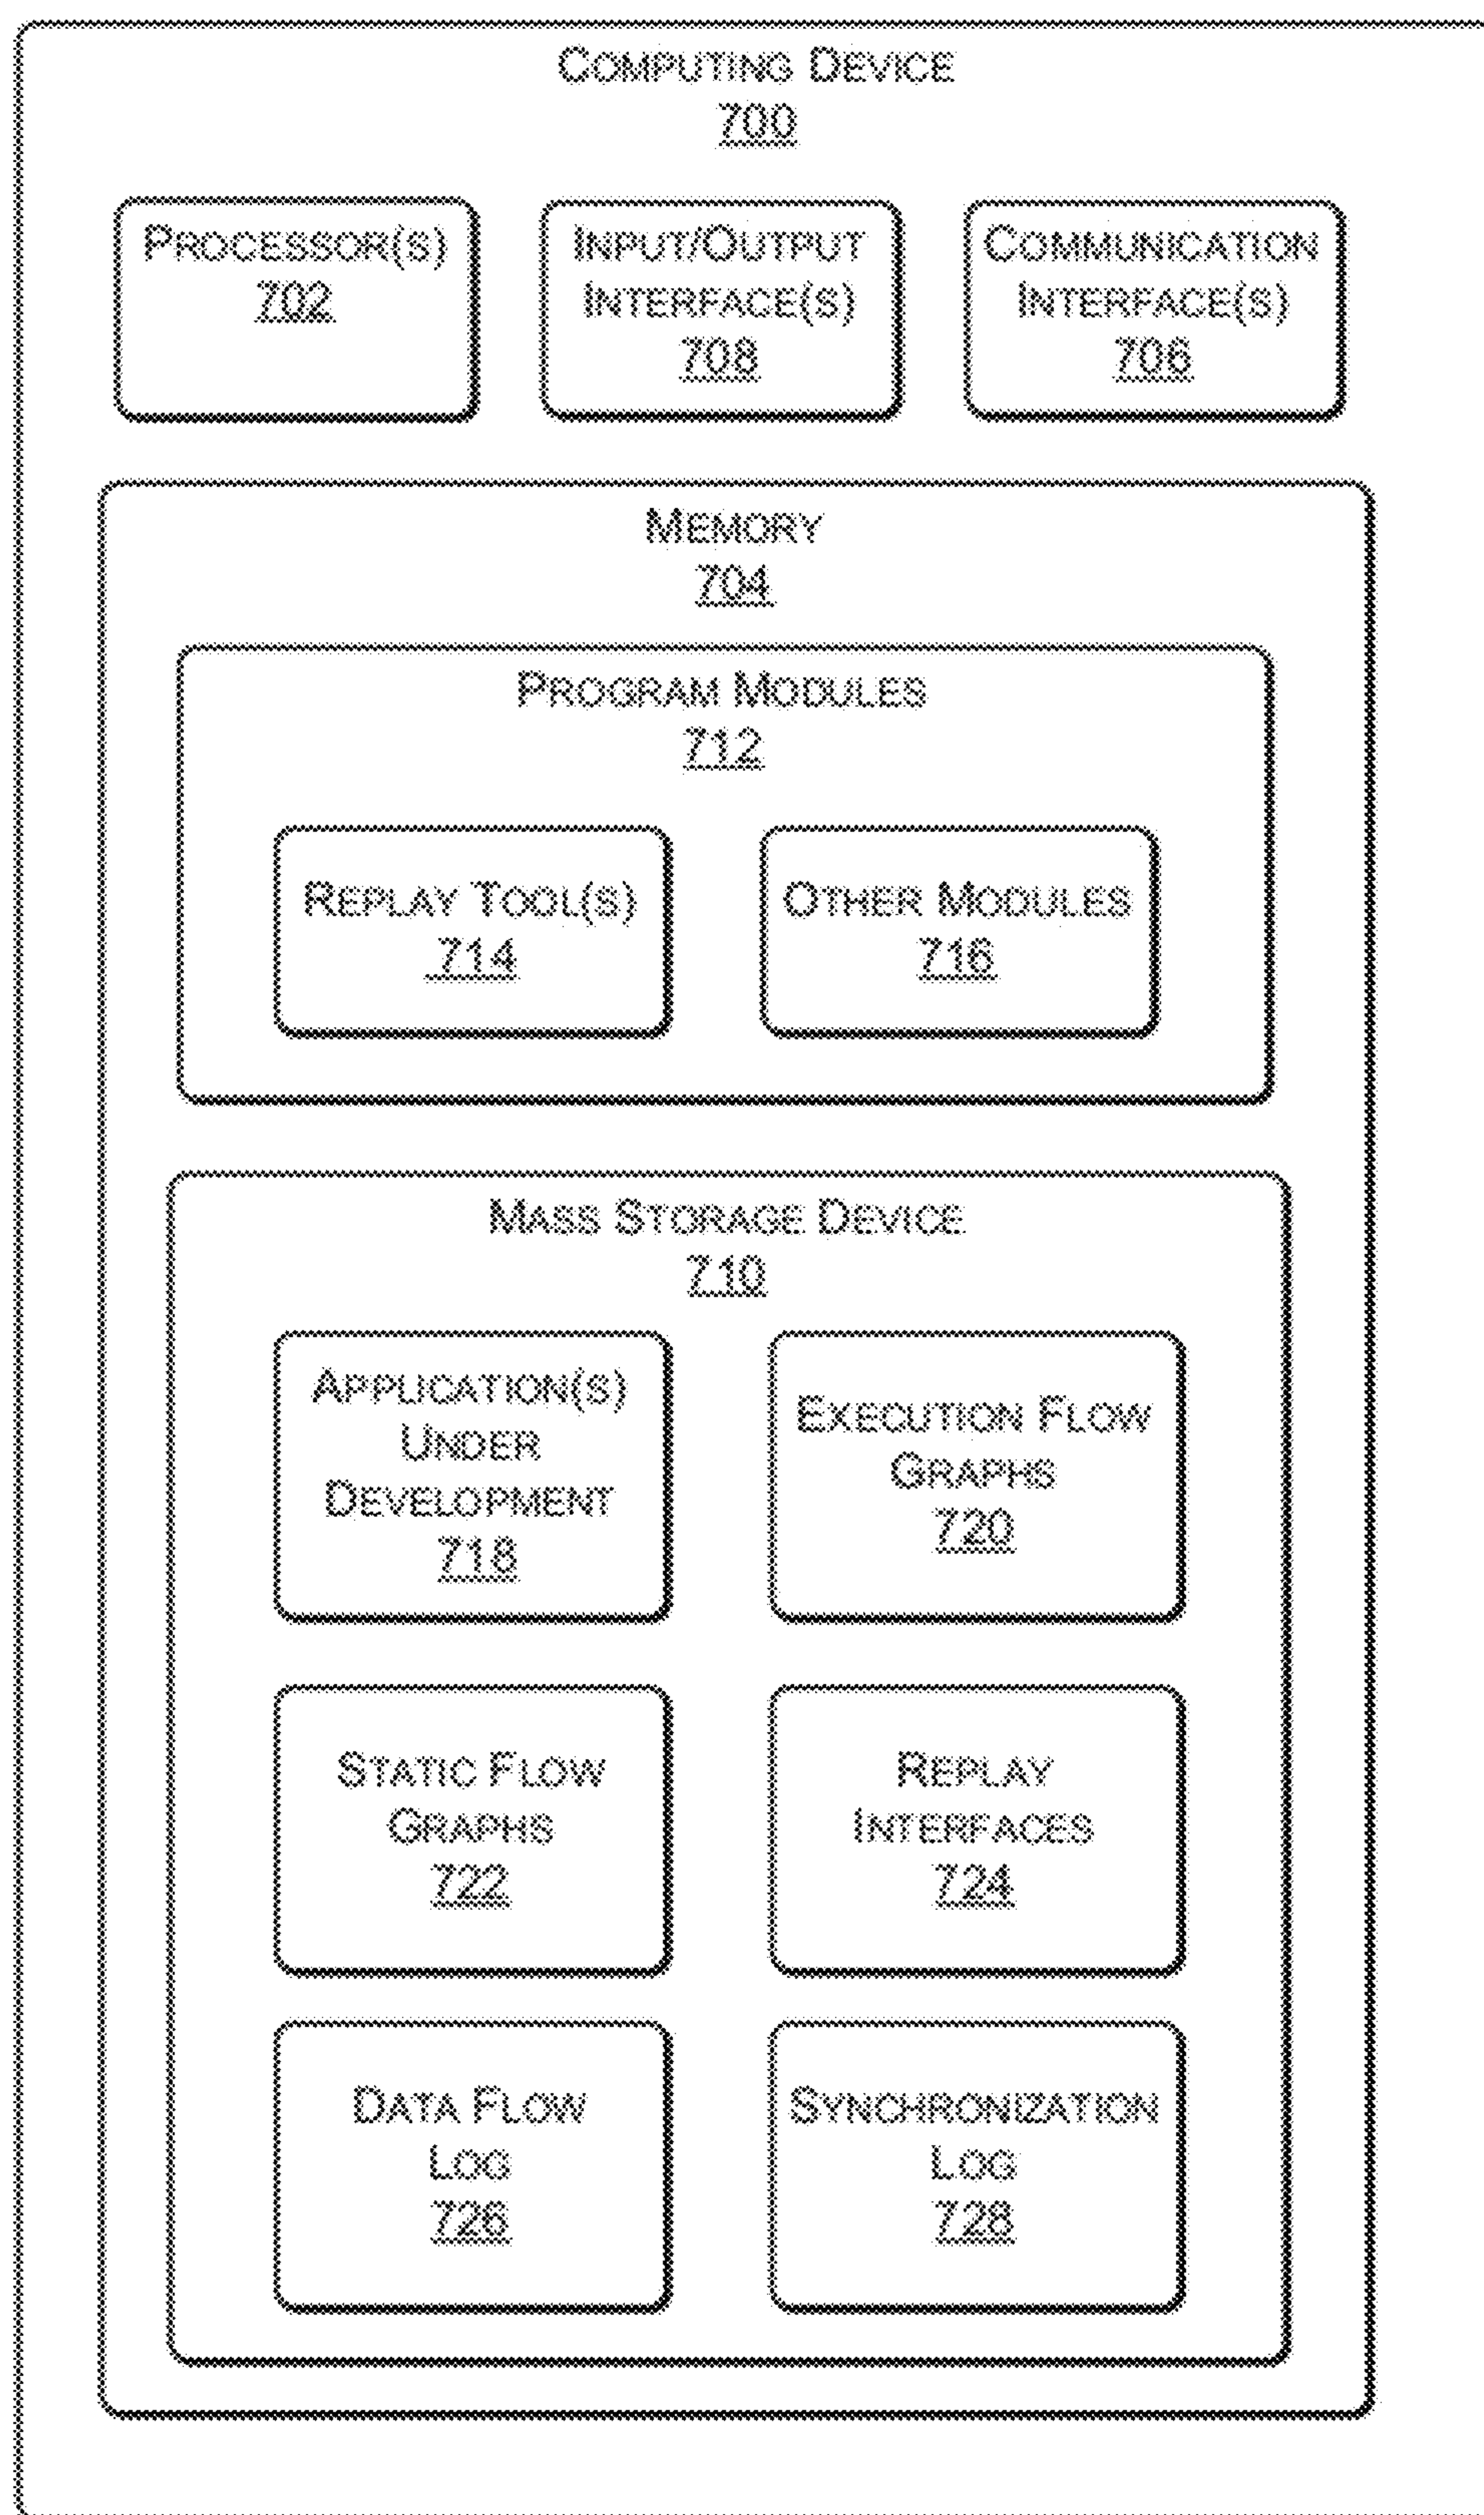 COMPUTING DEVICE
700
PROCESSOR(S)
702
INPUT/OUTPUT
INTERFACE(S)
708
COMMUNICATION
INTERFACE(S)
706
MEMORY
704
PROGRAM MODULES
712
REPLAY TOOL(S)
714
OTHER MODULES
716
MASS STORAGE DEVICE
710
APPLICATION(S)
UNDER
DEVELOPMENT
718
EXECUTION FLOW
GRAPHS
720
STATIC FLOW
GRAPHS
722
REPLAY
INTERFACES
724
DATA FLOW
LOG
726
SYNCHRONIZATION
LOG
728